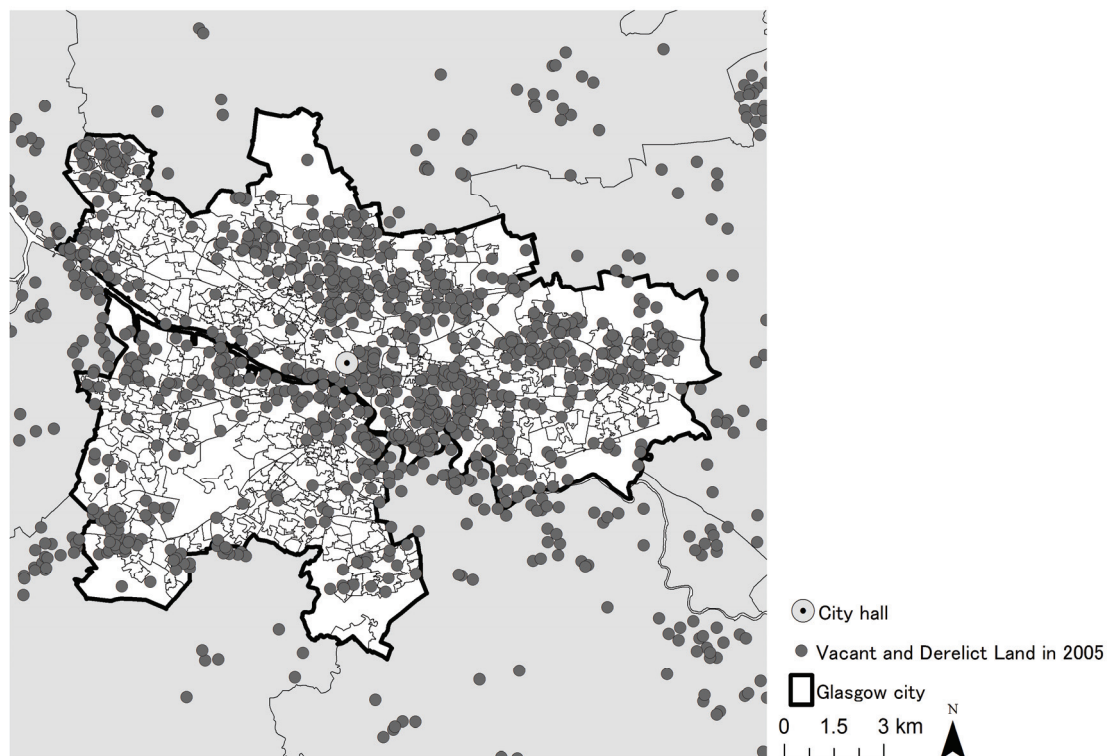 City hall
Vacant and Derelict Land in 2005
Glasgow city
N
0 1.5 3 km